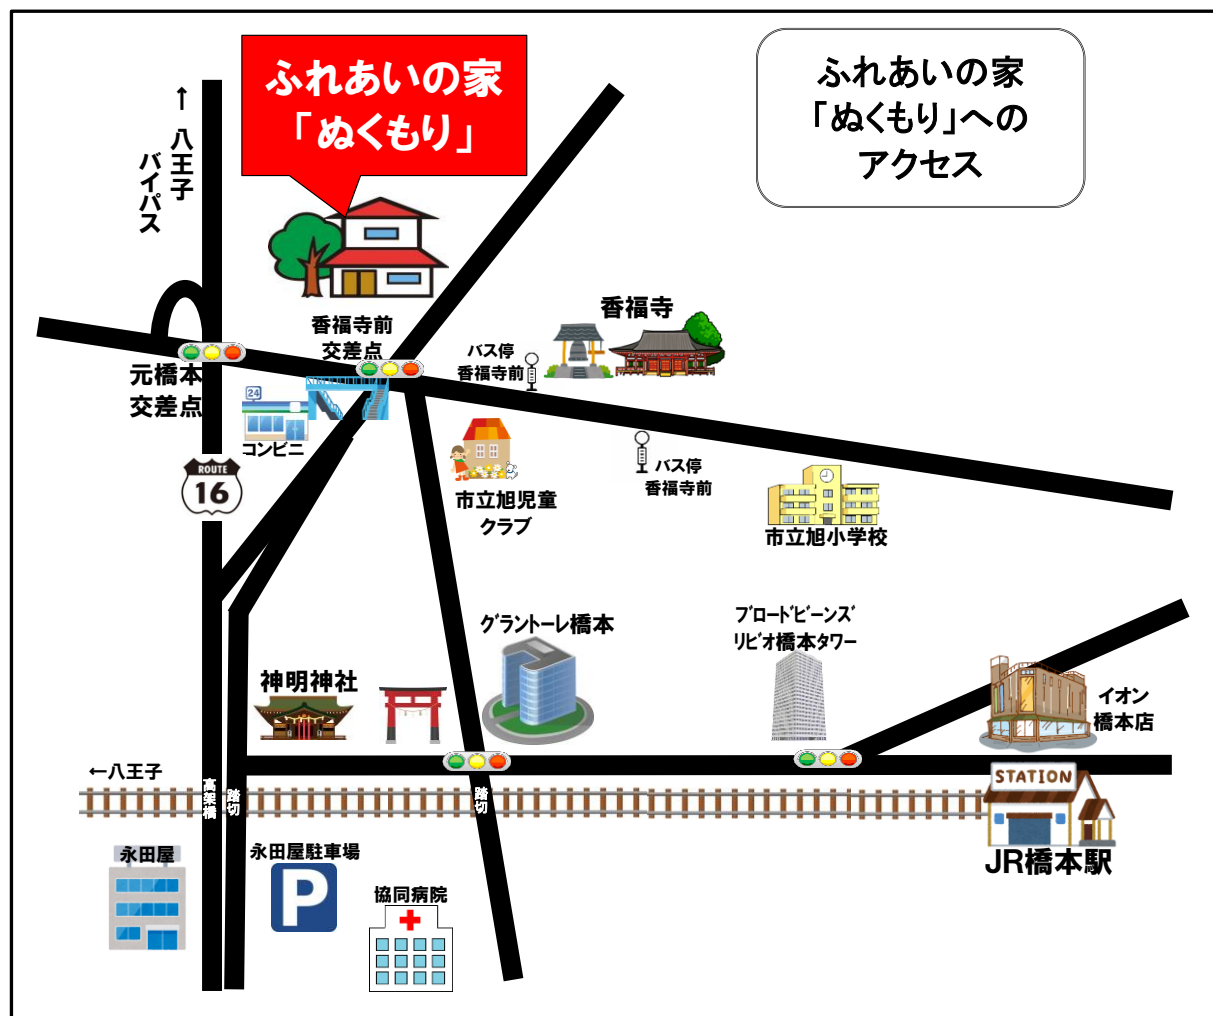 ふれあいの家
「ぬくもり」
ふれあいの家
「ぬくもり」への
アクセス
↑八王子
バイパス
香福寺前
交差点
香福寺
バス停
香福寺前
元橋本
交差点
24
コンビニ
ROUTE
16
バス停
香福寺前
市立旭児童
クラブ
市立旭小学校
グラントーレ橋本
ブロードビーンズ
リビオ橋本タワー
神明神社
イオン
橋本店
←八王子
高架橋
踏切
踏切
STATION
JR橋本駅
永田屋
永田屋駐車場
P
協同病院